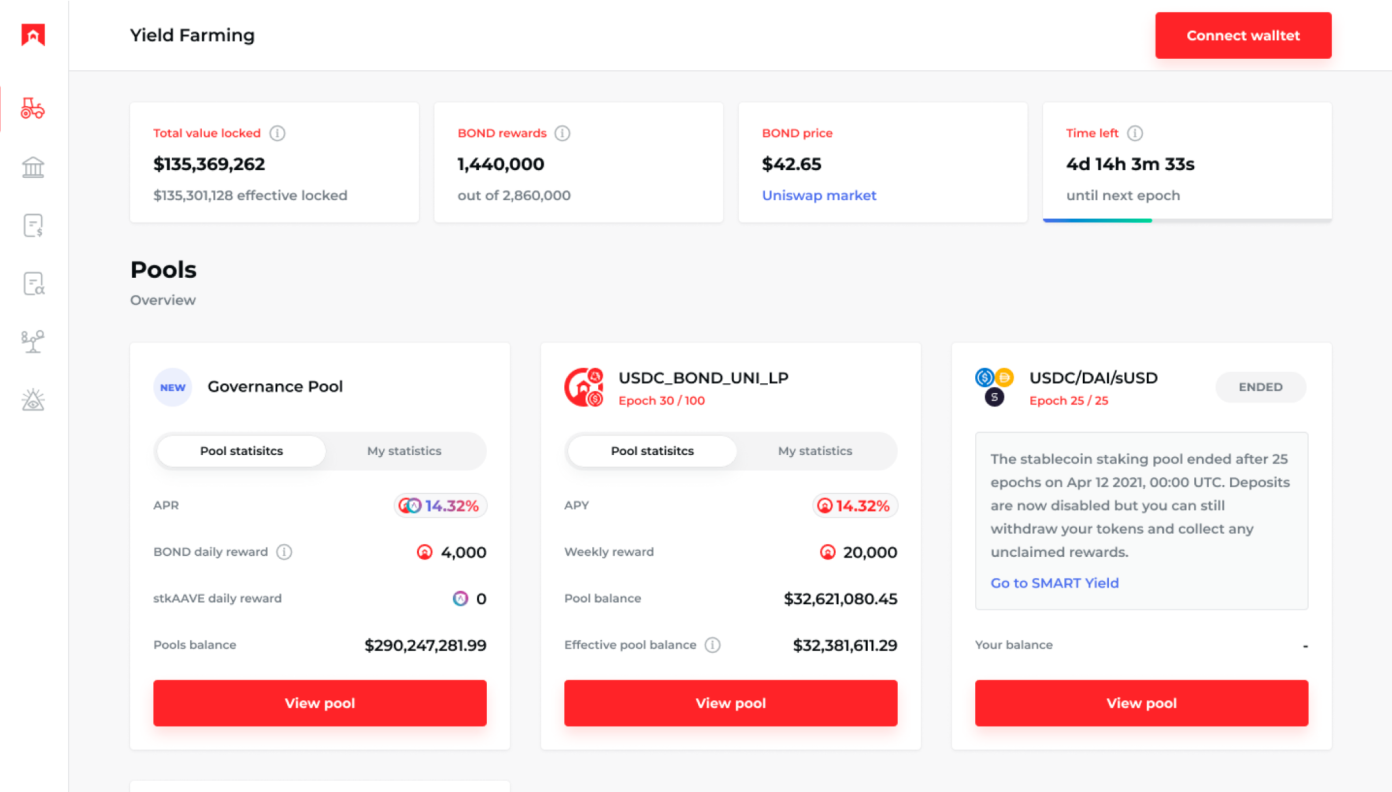 Yield Farming
Connect walltet
Total value locked
$135,369,262
$135,301,128 effective locked
BOND rewards
1,440,000
out of 2,860,000
BOND price
$42.65
Uniswap market
Time left
4d 14h 3m 33s
until next epoch
Pools
Overview
NEW
Governance Pool
Pool statisitcs
My statistics
APR
14.32%
BOND daily reward
4,000
stkAAVE daily reward
0
Pools balance
$290,247,281.99
View pool
USDC_BOND_UNI_LP
Epoch 30 / 100
Pool statisitcs
My statistics
APY
14.32%
Weekly reward
20,000
Pool balance
$32,621,080.45
Effective pool balance
$32,381,611.29
View pool
USDC/DAI/sUSD
Epoch 25 / 25
ENDED
The stablecoin staking pool ended after 25
epochs on Apr 12 2021, 00:00 UTC. Deposits
are now disabled but you can still
withdraw your tokens and collect any
unclaimed rewards.
Go to SMART Yield
Your balance
-
View pool